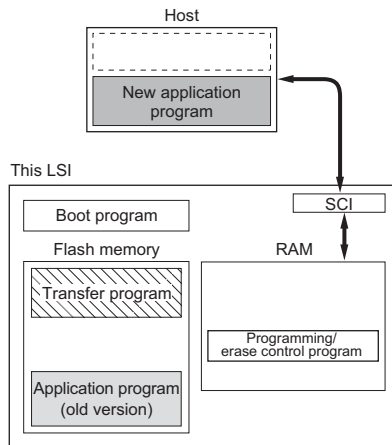 Host
New application
program
This LSI
SCI
Boot program
Flash memory
RAM
Transfer program
Programming/
erase control program
Application program
(old version)